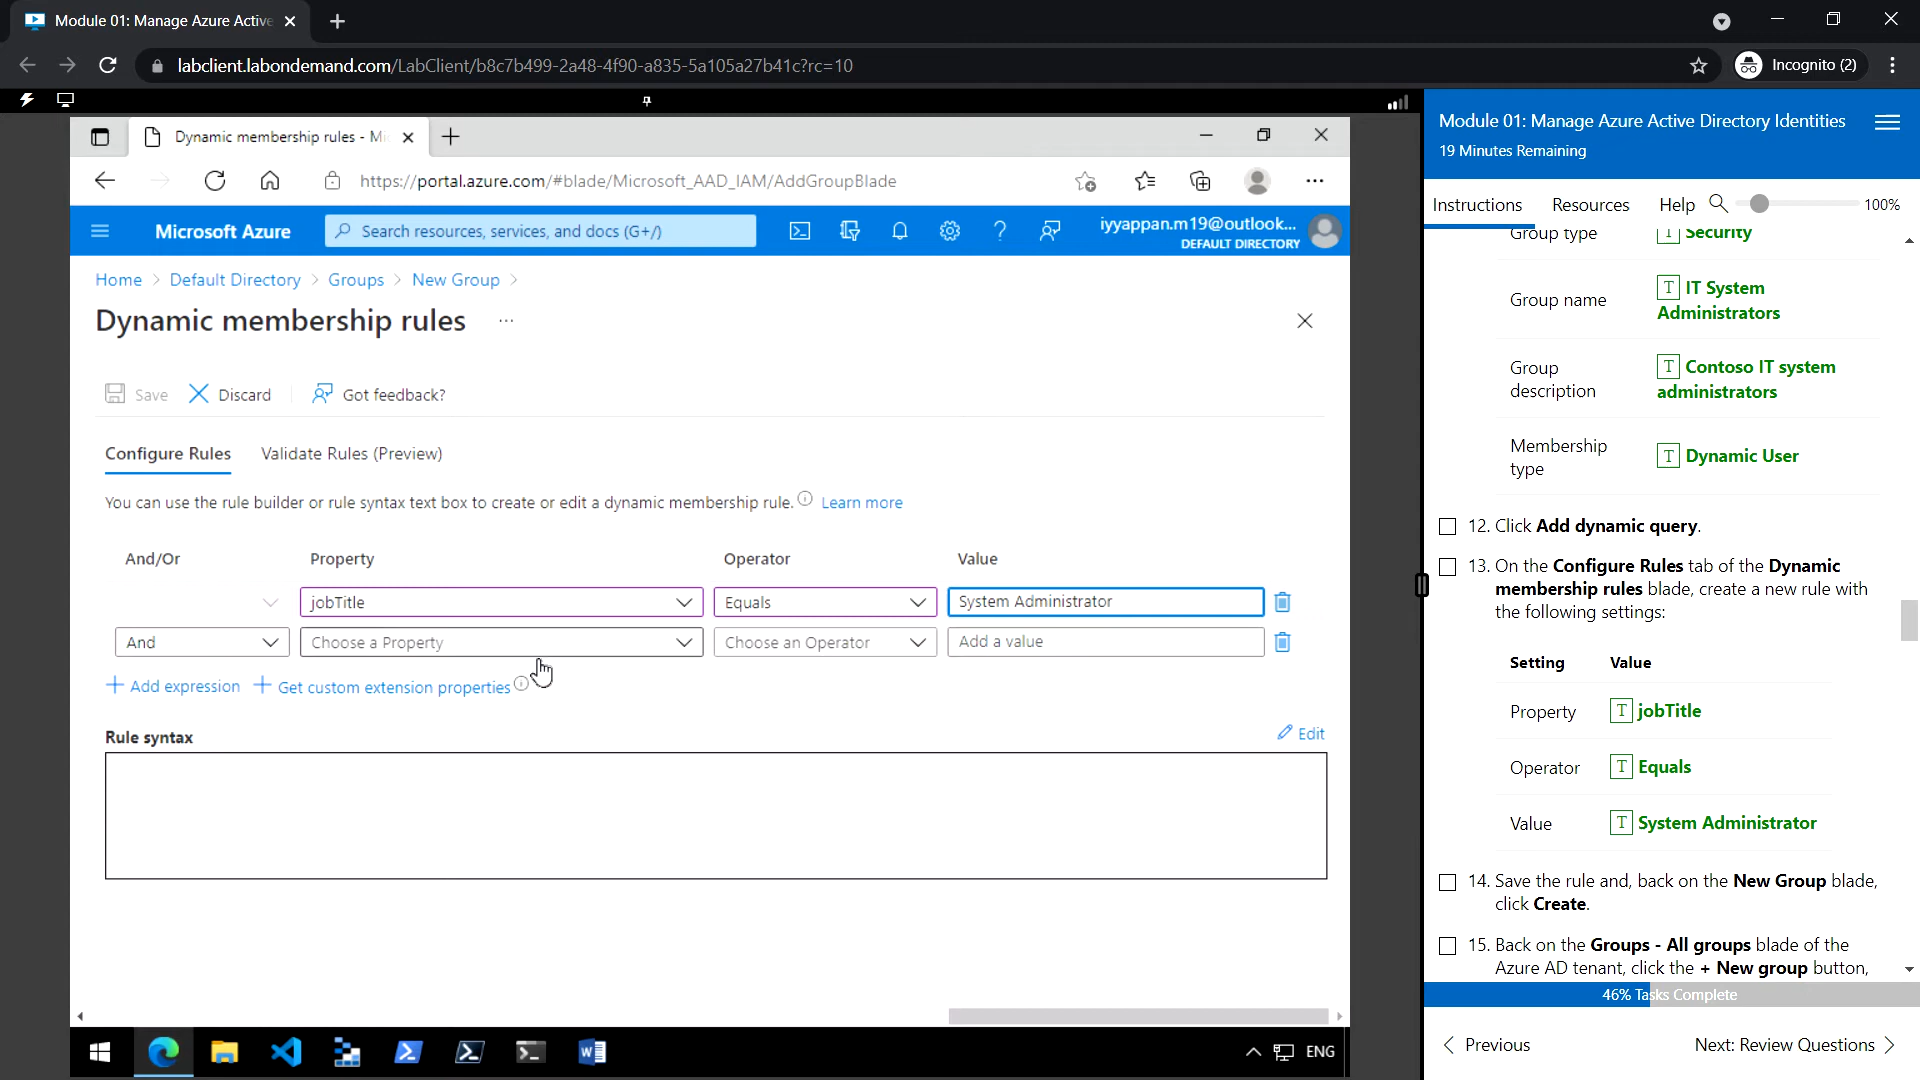 Module 01: Manage Azure Active
labclient.labondemand.com/LabClient/b8c7b499-2a48-4f90-a835-5a105a27b41c?rc=10
Incognito (2)
Dynamic membership rules - Mi
https://portal.azure.com/#blade/Microsoft_AAD_IAM/AddGroupBlade
Microsoft Azure
Search resources, services, and docs (G+/)
iyyappan.m19@outlook...
DEFAULT DIRECTORY
Home > Default Directory > Groups > New Group >
Dynamic membership rules ...
Save
Discard
Got feedback?
Configure Rules
Validate Rules (Preview)
You can use the rule builder or rule syntax text box to create or edit a dynamic membership rule. Learn more
And/Or
Property
Operator
Value
jobTitle
Equals
System Administrator
And
Choose a Property
Choose an Operator
Add a value
+ Add expression
+ Get custom extension properties
Rule syntax
Edit
ENG
Module 01: Manage Azure Active Directory Identities
19 Minutes Remaining
Instructions
Resources
Help
100%
Group type
T Security
Group name
T IT System
Administrators
Group
description
T Contoso IT system
administrators
Membership
type
T Dynamic User
12. Click Add dynamic query.
13. On the Configure Rules tab of the Dynamic
membership rules blade, create a new rule with
the following settings:
Setting
Value
Property
T jobTitle
Operator
T Equals
Value
T System Administrator
14. Save the rule and, back on the New Group blade,
click Create.
15. Back on the Groups - All groups blade of the
Azure AD tenant, click the + New group button,
46% Tasks Complete
Previous
Next: Review Questions